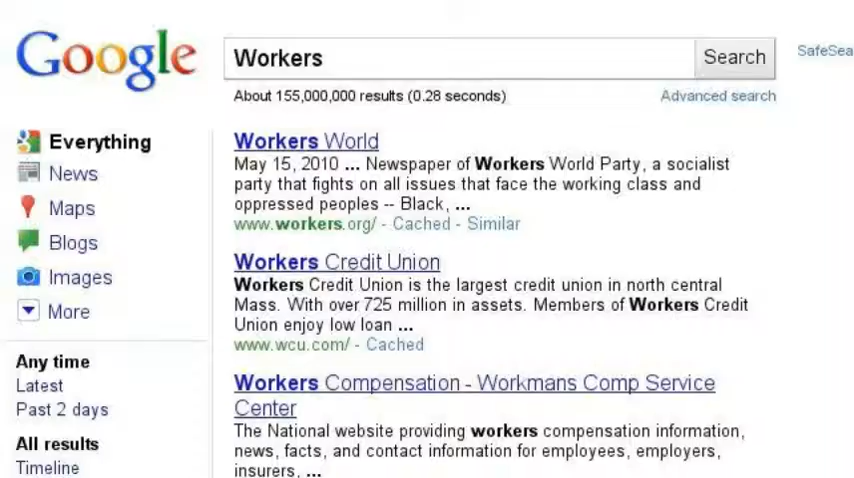 Google
Workers
Search
SafeSea
About 155,000,000 results (0.28 seconds)
Advanced search
Everything
News
Maps
Blogs
Images
More
Any time
Latest
Past 2 days
All results
Timeline
Workers World
May 15, 2010 ... Newspaper of Workers World Party, a socialist
party that fights on all issues that face the working class and
oppressed peoples -- Black, ...
www.workers.org/ - Cached - Similar
Workers Credit Union
Workers Credit Union is the largest credit union in north central
Mass. With over 725 million in assets. Members of Workers Credit
Union enjoy low loan ...
www.wcu.com/ - Cached
Workers Compensation - Workmans Comp Service
Center
The National website providing workers compensation information,
news, facts, and contact information for employees, employers,
insurers, ...